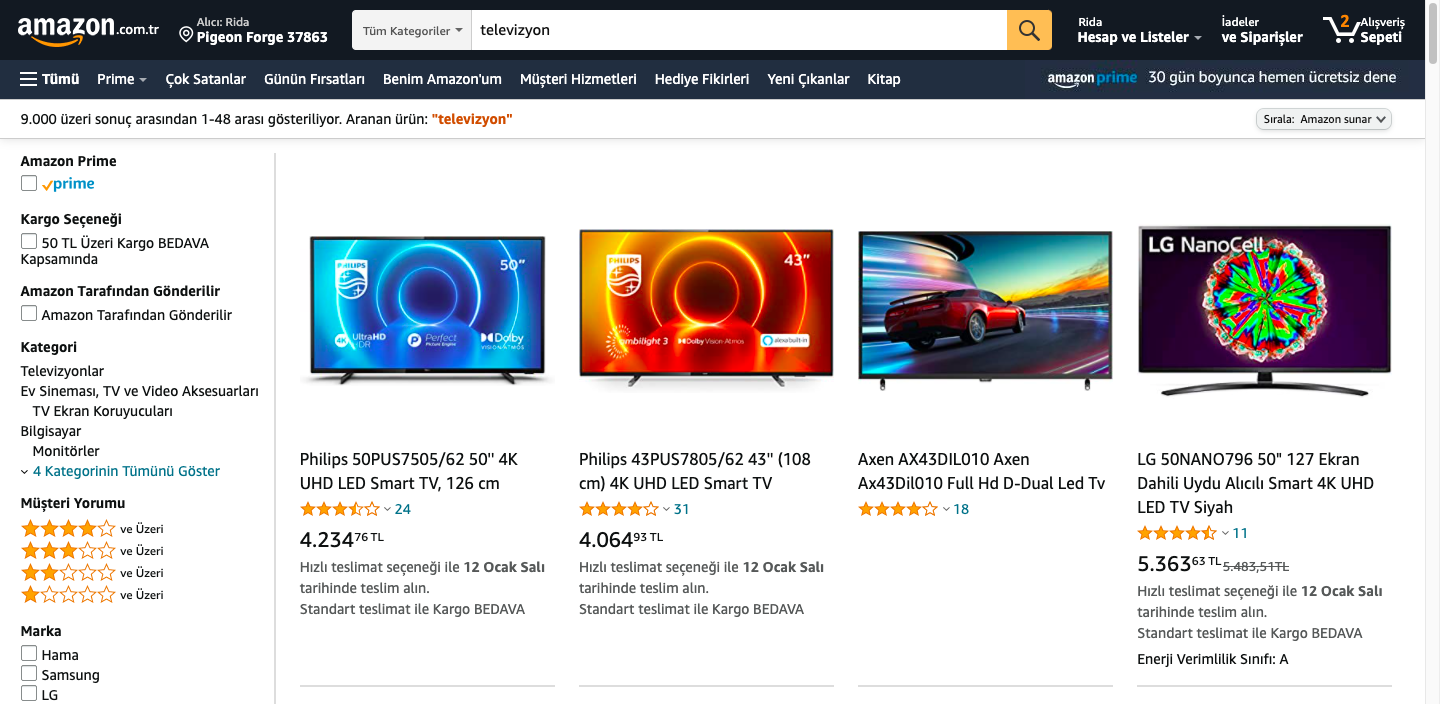 amazon.com.tr
Alıcı: Rida
Pigeon Forge 37863
Tüm Kategoriler
televizyon
Rida
Hesap ve Listeler
İadeler
ve Siparişler
2
Alışveriş
Sepeti
Tümü
Prime
Çok Satanlar
Günün Fırsatları
Benim Amazon'um
Müşteri Hizmetleri
Hediye Fikirleri
Yeni Çıkanlar
Kitap
amazon prime 30 gün boyunca hemen ücretsiz dene
9.000 üzeri sonuç arasından 1-48 arası gösteriliyor. Aranan ürün: "televizyon"
Sırala: Amazon sunar
Amazon Prime
prime
Kargo Seçeneği
50 TL Üzeri Kargo BEDAVA
Kapsamında
Amazon Tarafından Gönderilir
Amazon Tarafından Gönderilir
Kategori
Televizyonlar
Ev Sineması, TV ve Video Aksesuarları
TV Ekran Koruyucuları
Bilgisayar
Monitörler
4 Kategorinin Tümünü Göster
Müşteri Yorumu
ve Üzeri
ve Üzeri
ve Üzeri
ve Üzeri
Marka
Hama
Samsung
LG
PHILIPS
50"
4K UltraHD HDR
Perfect Picture Engine
Dolby VISION·ATMOS
Philips 50PUS7505/62 50'' 4K
UHD LED Smart TV, 126 cm
24
4.234 76 TL
Hızlı teslimat seçeneği ile 12 Ocak Salı
tarihinde teslim alın.
Standart teslimat ile Kargo BEDAVA
PHILIPS
43"
ambilight 3
Dolby Vision·Atmos
alexa built-in
Philips 43PUS7805/62 43'' (108
cm) 4K UHD LED Smart TV
31
4.064 93 TL
Hızlı teslimat seçeneği ile 12 Ocak Salı
tarihinde teslim alın.
Standart teslimat ile Kargo BEDAVA
Axen AX43DIL010 Axen
Ax43Dil010 Full Hd D-Dual Led Tv
18
LG NanoCell
LG 50NANO796 50" 127 Ekran
Dahili Uydu Alıcılı Smart 4K UHD
LED TV Siyah
11
5.363 63 TL 5.483,51TL
Hızlı teslimat seçeneği ile 12 Ocak Salı
tarihinde teslim alın.
Standart teslimat ile Kargo BEDAVA
Enerji Verimlilik Sınıfı: A